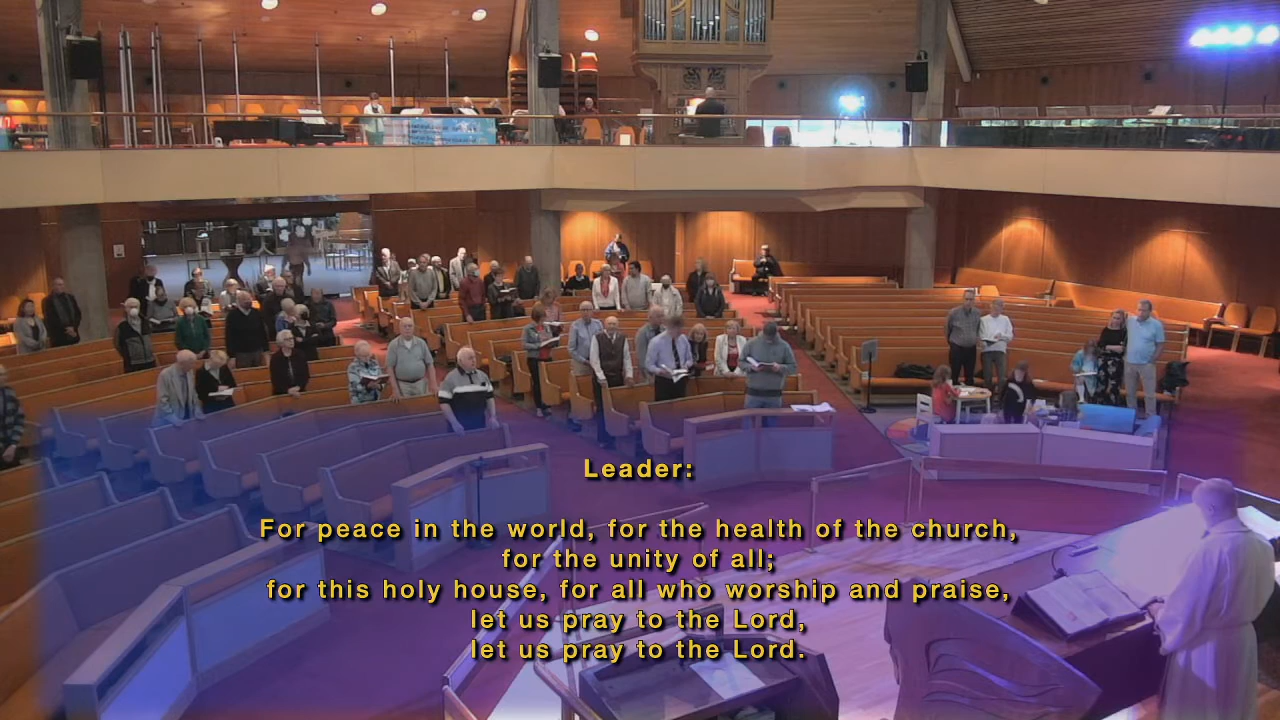 Leader:
For peace in the world, for the health of the church,
for the unity of all;
for this holy house, for all who worship and praise,
let us pray to the Lord,
let us pray to the Lord.